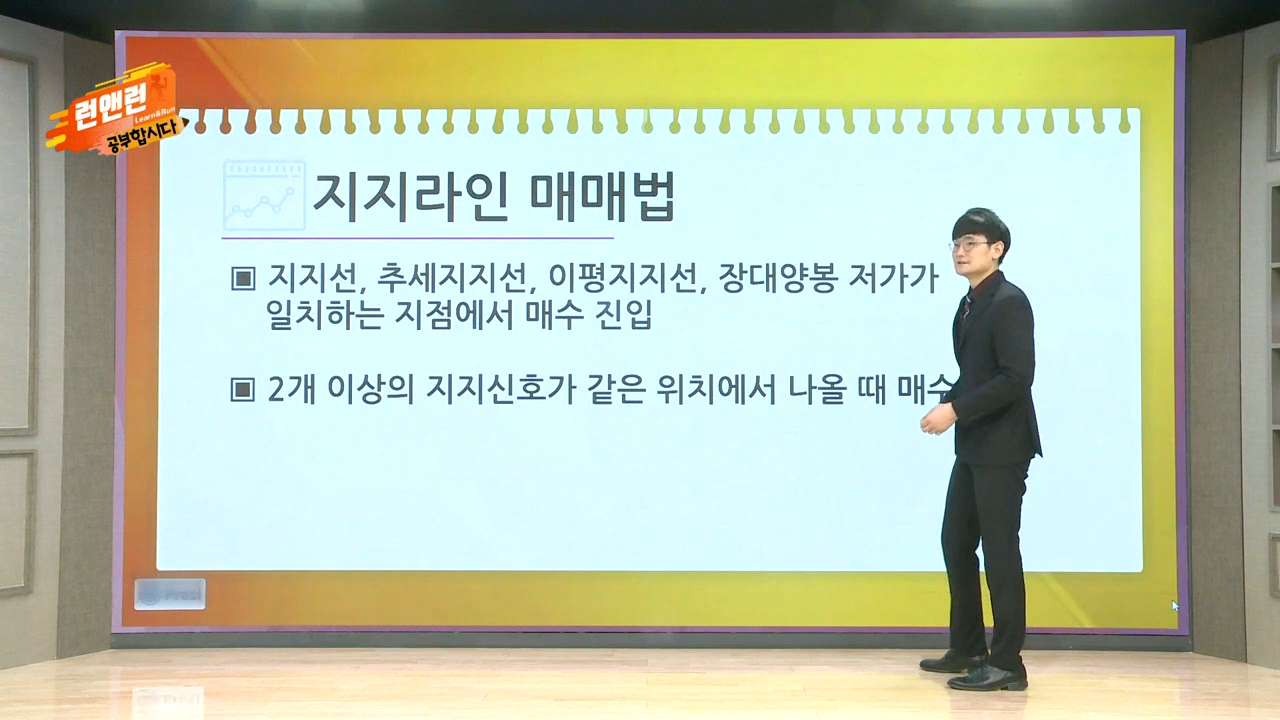 런앤런
Learn&Run
공부합시다
지지라인 매매법
▣ 지지선, 추세지지선, 이평지지선, 장대양봉 저가가
일치하는 지점에서 매수 진입
▣ 2개 이상의 지지신호가 같은 위치에서 나올 때 매수
Prezi